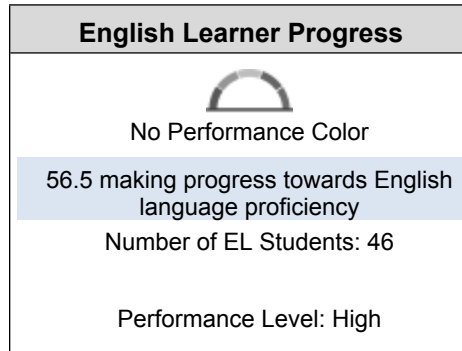 English Learner Progress
No Performance Color
56.5 making progress towards English
language proficiency
Number of EL Students: 46
Performance Level: High